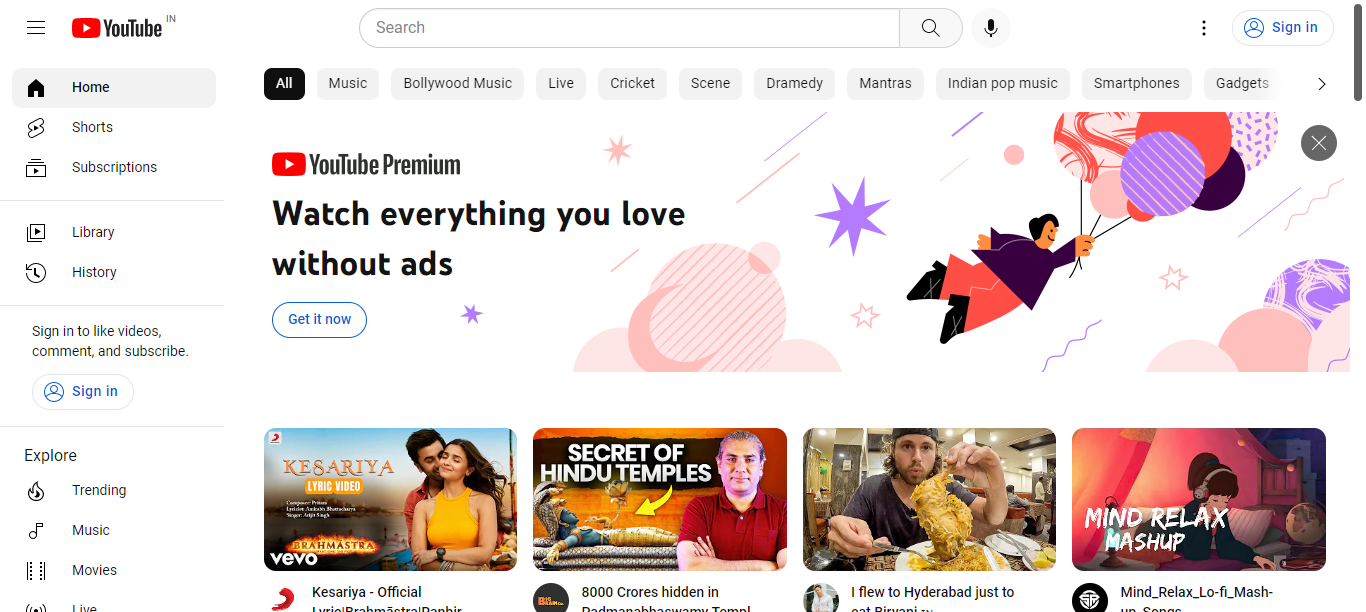 YouTube IN
Search
Sign in
Home
Shorts
Subscriptions
Library
History
Sign in to like videos,
comment, and subscribe.
Sign in
Explore
Trending
Music
Movies
Live
All
Music
Bollywood Music
Live
Cricket
Scene
Dramedy
Mantras
Indian pop music
Smartphones
Gadgets
YouTube Premium
Watch everything you love
without ads
Get it now
KESARIYA
LYRIC VIDEO
Composer: Pritam
Lyricist: Amitabh Bhattacharya
Singer: Arijit Singh
BRAHMĀSTRA
vevo
Kesariya - Official
Lyric|Brahmāstra|Ranbir
SECRET OF
HINDU TEMPLES
8000 Crores hidden in
Padmanabhaswamy Templ
I flew to Hyderabad just to
eat Biryani
MIND RELAX
MASHUP
Mind_Relax_Lo-fi_Mash-
up_Songs